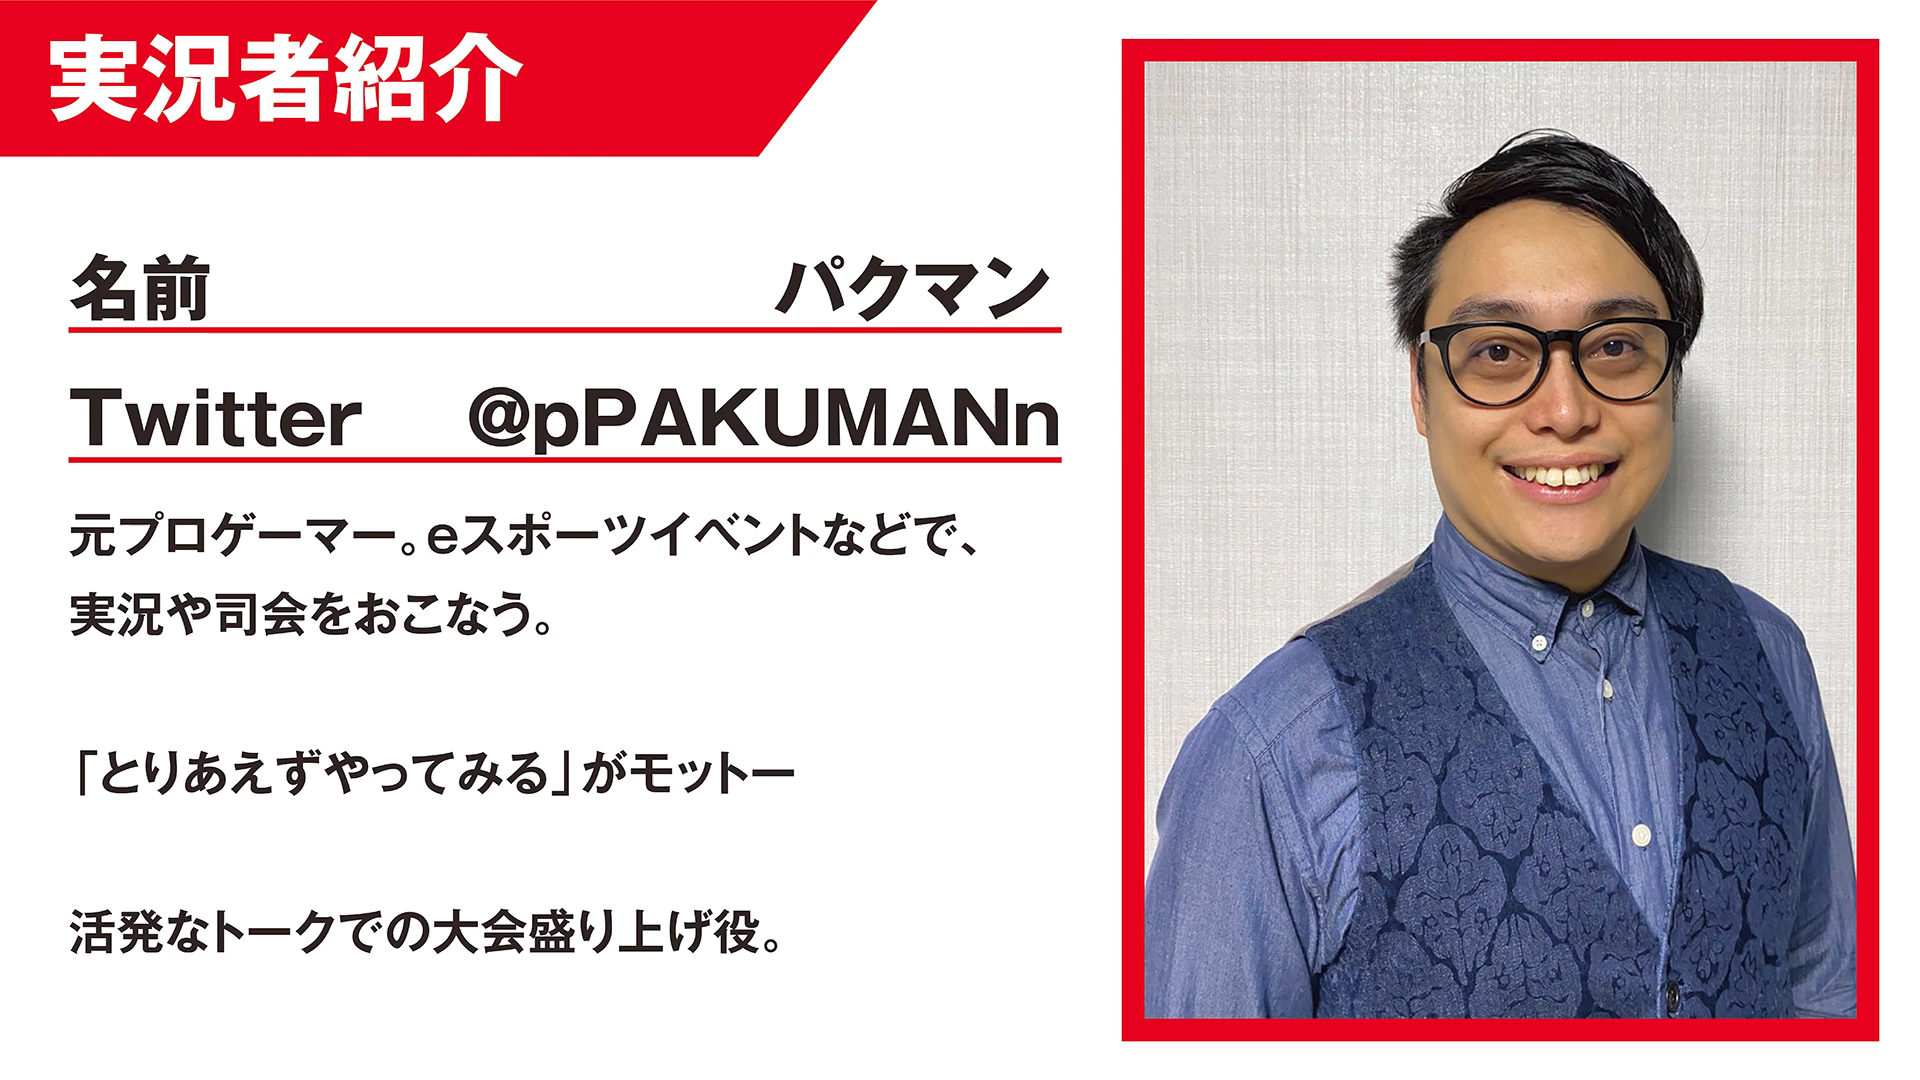 実況者紹介
名前 パクマン
Twitter @pPAKUMANn
元プロゲーマー。eスポーツイベントなどで、
実況や司会をおこなう。
「とりあえずやってみる」がモットー
活発なトークでの大会盛り上げ役。